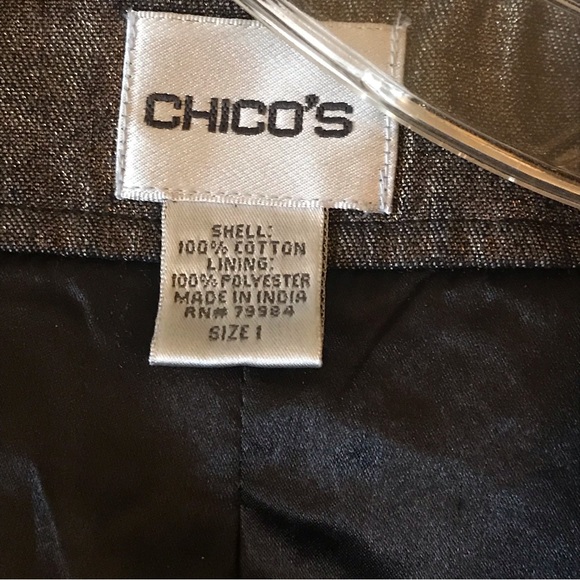 CHICO'S
SHELL:
100% COTTON
LINING:
100% POLYESTER
MADE IN INDIA
RN# 79984
SIZE 1